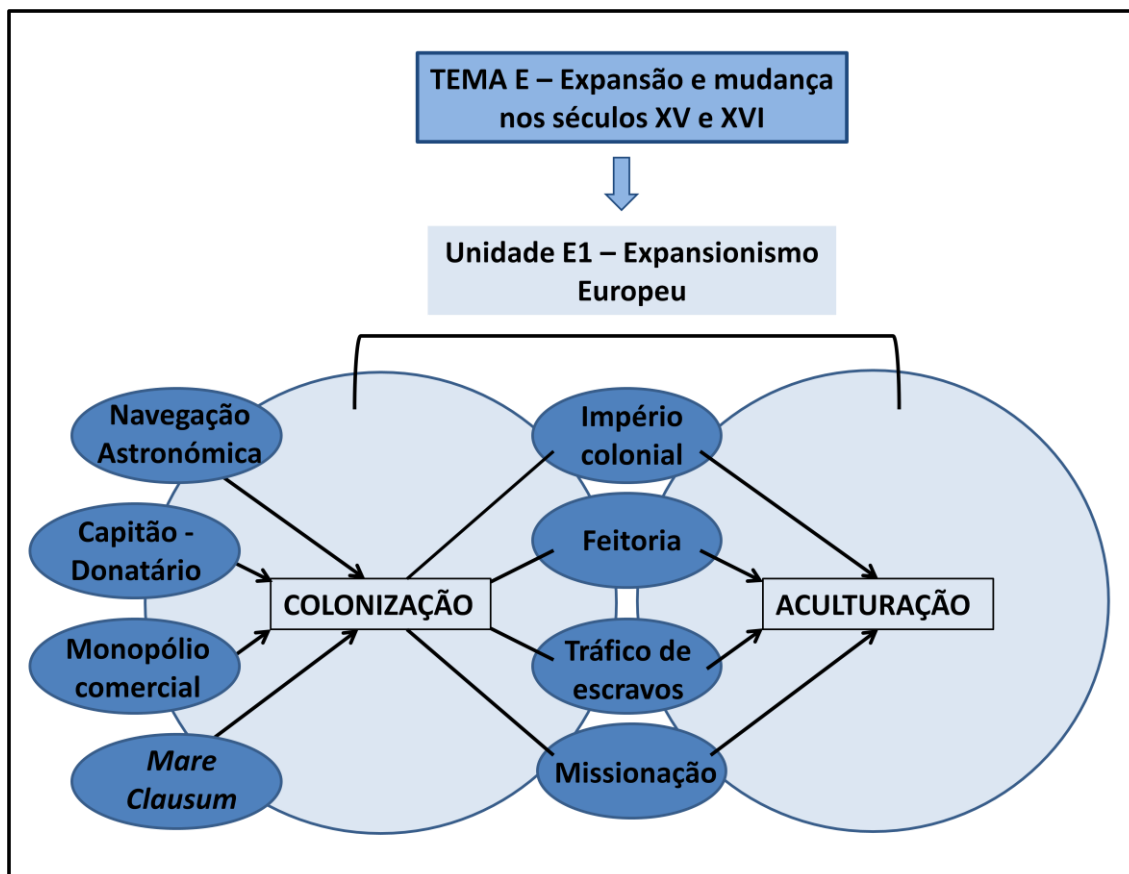 TEMA E – Expansão e mudança
nos séculos XV e XVI
Unidade E1 – Expansionismo
Europeu
Navegação
Astronómica
Capitão -
Donatário
Monopólio
comercial
Mare
Clausum
COLONIZAÇÃO
Império
colonial
Feitoria
Tráfico de
escravos
Missionação
ACULTURAÇÃO